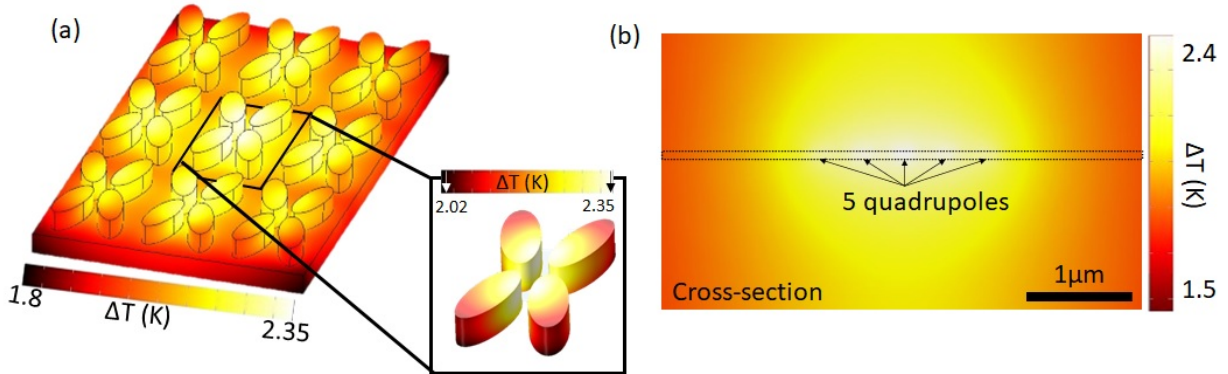 (a)
ΔT (K)
2.02
2.35
1.8
ΔT (K)
2.35
(b)
5 quadrupoles
Cross-section
1μm
2.4
ΔT (K)
1.5